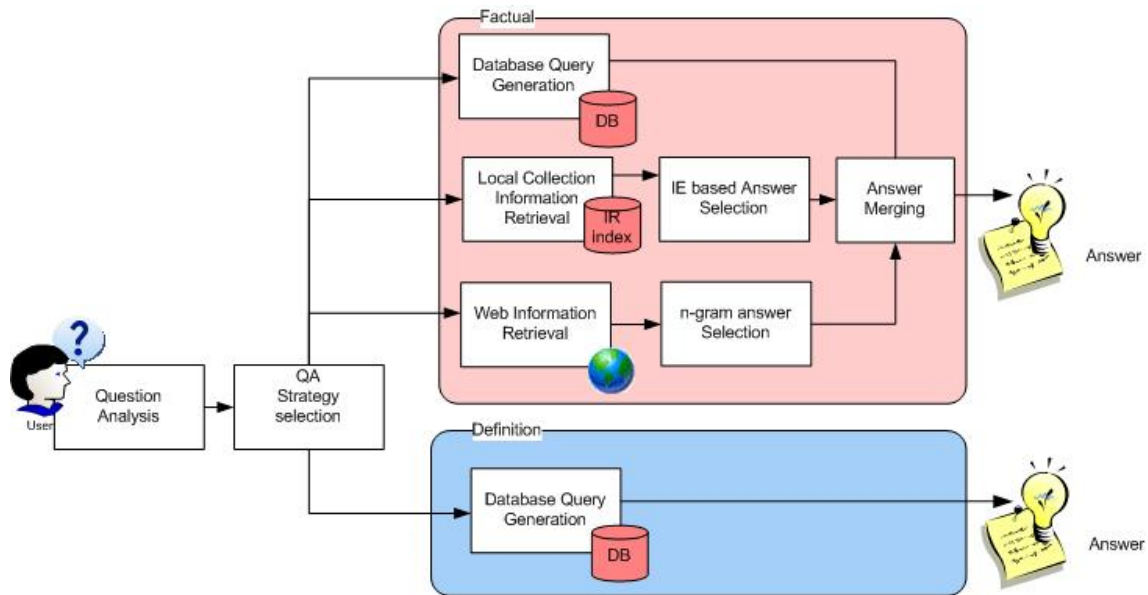 Factual
Database Query
Generation
DB
Local Collection
Information
Retrieval
IR
index
IE based Answer
Selection
Answer
Merging
Answer
Web Information
Retrieval
n-gram answer
Selection
?
User
Question
Analysis
QA
Strategy
selection
Definition
Database Query
Generation
DB
Answer